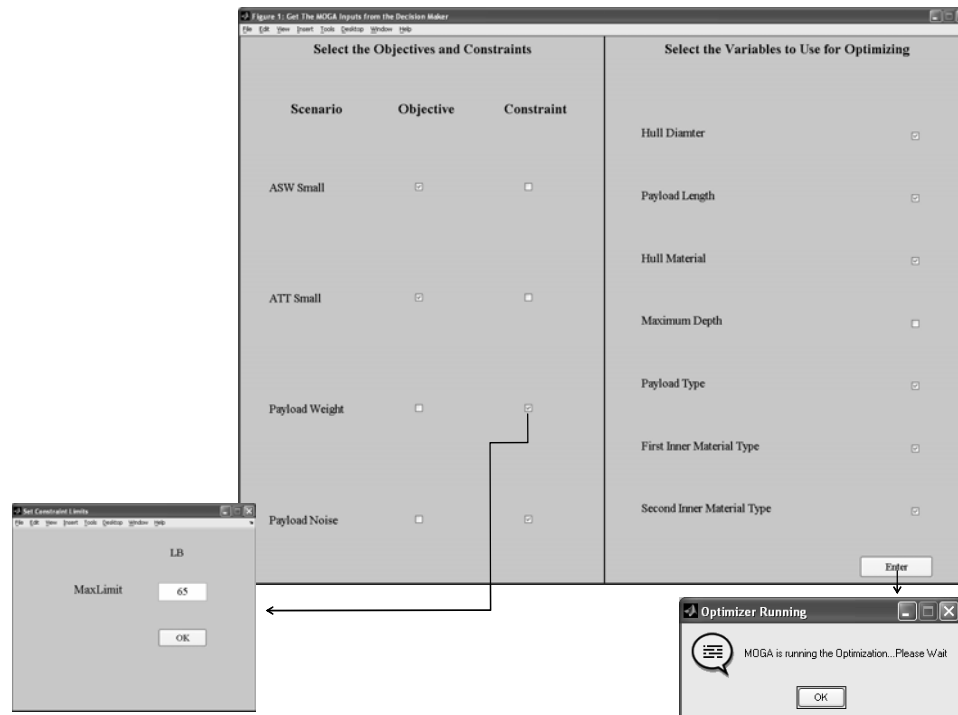 Figure 1: Get The MOGA Inputs from the Decision Maker
File Edit View Insert Tools Desktop Window Help
Select the Objectives and Constraints
Scenario Objective Constraint
ASW Small
ATT Small
Payload Weight
Payload Noise
Select the Variables to Use for Optimizing
Hull Diamter
Payload Length
Hull Material
Maximum Depth
Payload Type
First Inner Material Type
Second Inner Material Type
Enter
Set Constraint Limits
File Edit View Insert Tools Desktop Window Help
LB
MaxLimit 65
OK
Optimizer Running
MOGA is running the Optimization...Please Wait
OK